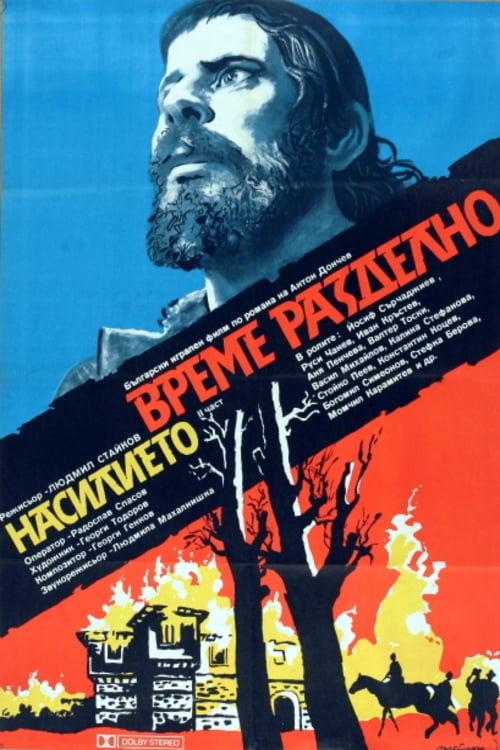 Български игрален филм по романа на Антон Дончев
ВРЕМЕ РАЗДЕЛНО
II част
Режисьор - ЛЮДМИЛ СТАЙКОВ
НАСИЛИЕТО
Оператор - Радослав Спасов
Художник - Георги Тодоров
Композитор - Георги Генков
Звукорежисьор - Людмила Махалнишка
В ролите: Йосиф Сърчаджиев,
Руси Чанев, Иван Кръстев,
Аня Пенчева, Валтер Тоски,
Васил Михайлов, Калина Стефанова,
Стойко Пеев, Константин Коцев,
Богомил Симеонов, Стефка Берова,
Момчил Карамитев и др.
DOLBY STEREO